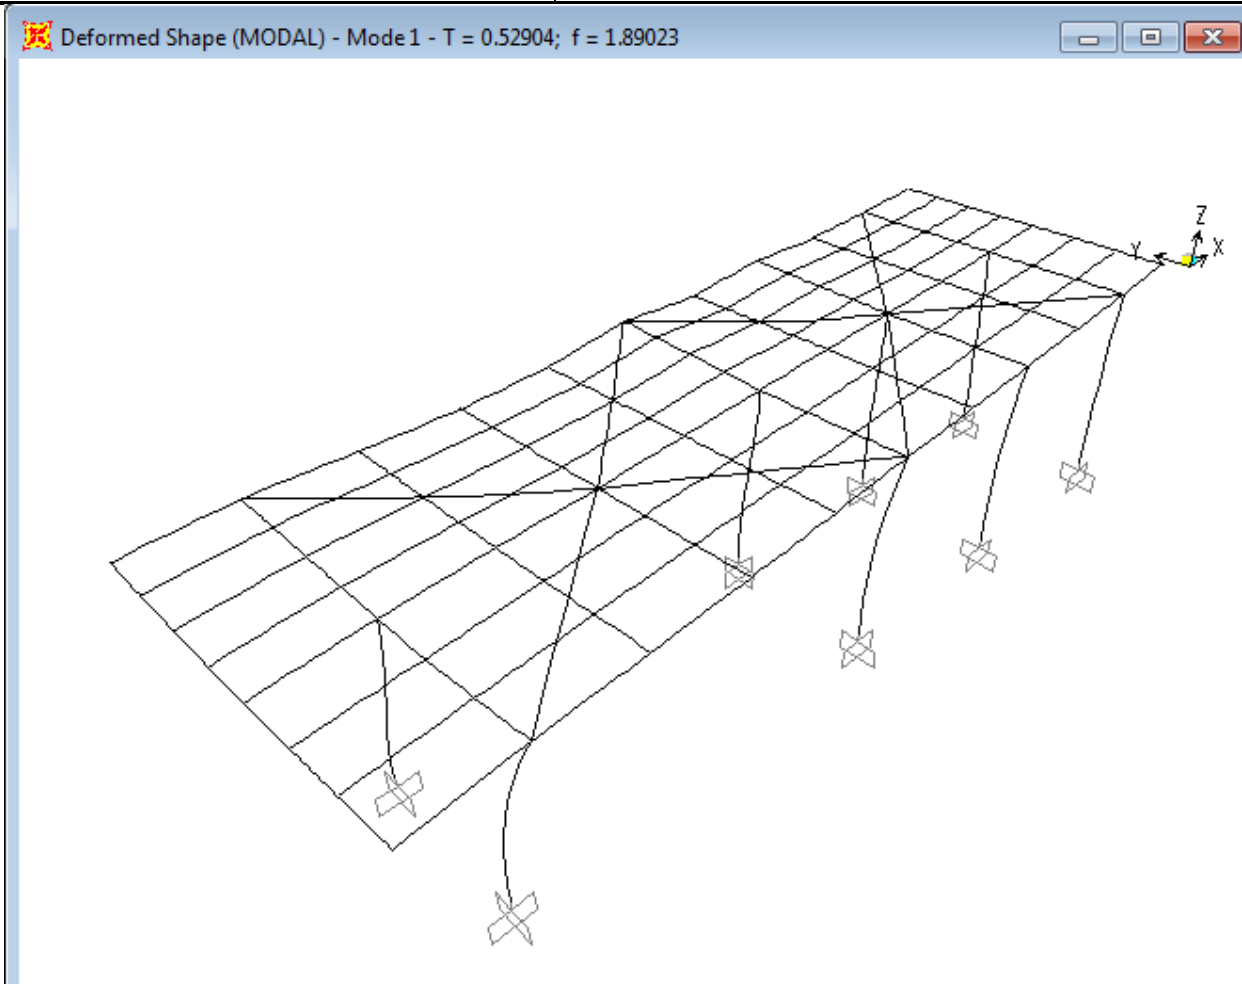 Deformed Shape (MODAL) - Mode 1 - T = 0.52904; f = 1.89023
Z
Y
X